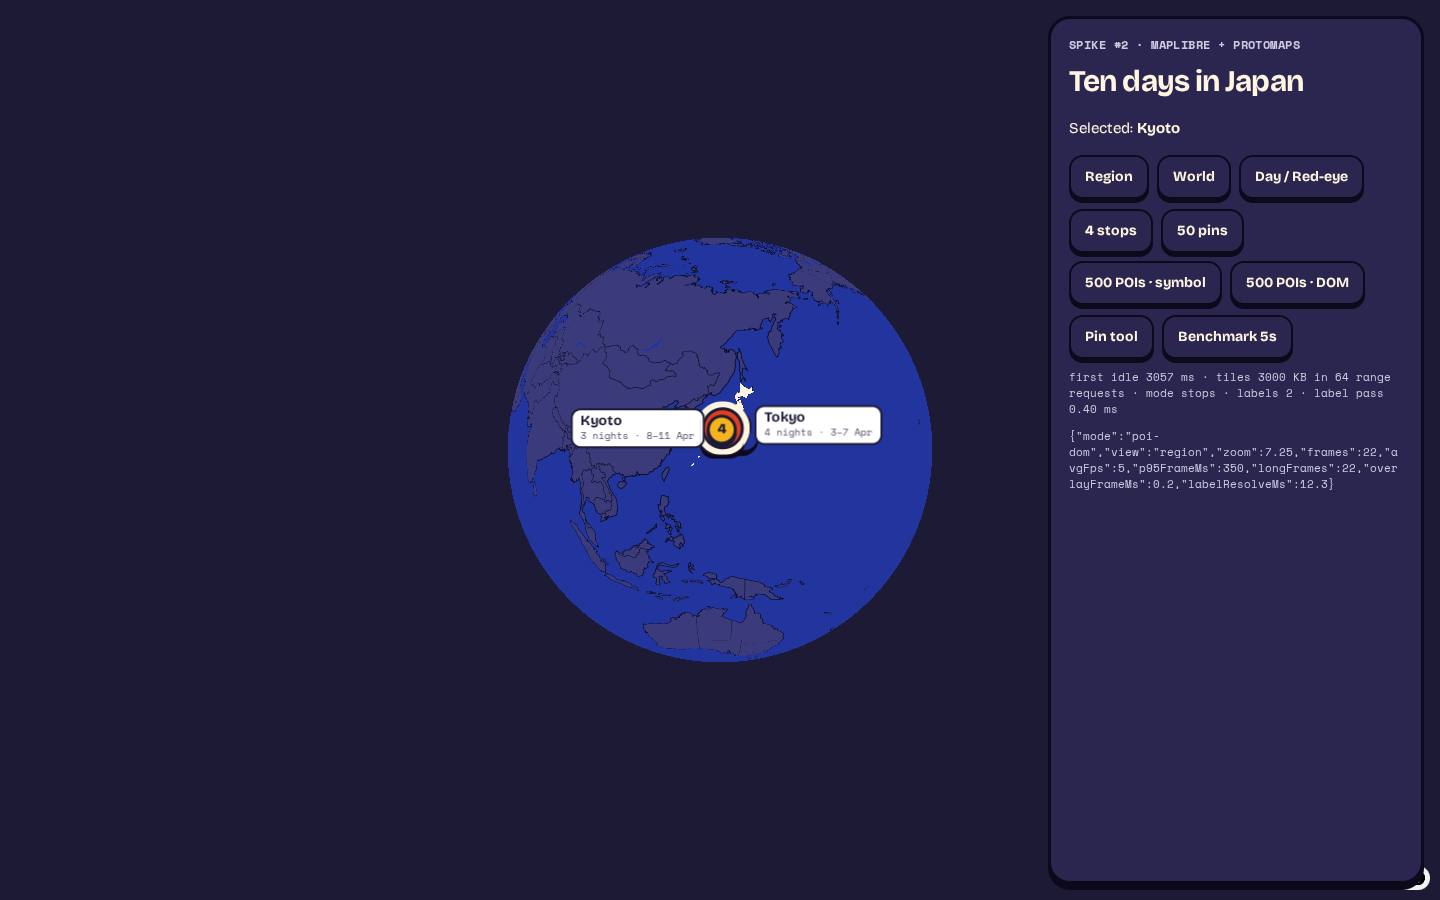 SPIKE #2 · MAPLIBRE + PROTOMAPS
Ten days in Japan
Selected: Kyoto
Region
World
Day / Red-eye
4 stops
50 pins
500 POIs · symbol
500 POIs · DOM
Pin tool
Benchmark 5s
first idle 3057 ms · tiles 3000 KB in 64 range
requests · mode stops · labels 2 · label pass
0.40 ms
{"mode":"poi-
dom","view":"region","zoom":7.25,"frames":22,"a
vgFps":5,"p95FrameMs":350,"longFrames":22,"over
layFrameMs":0.2,"labelResolveMs":12.3}
Kyoto
3 nights · 8–11 Apr
4
Tokyo
4 nights · 3–7 Apr